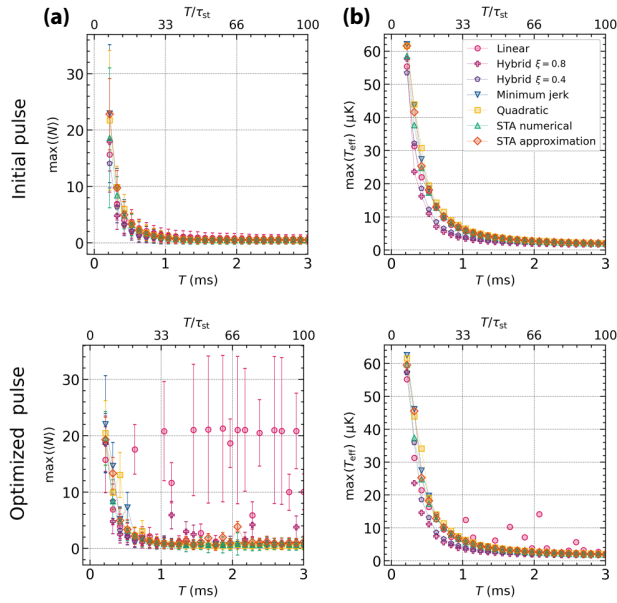 (a)
T/τst
0 33 66 100
Initial pulse
max(⟨N⟩)
30
20
10
0
0 1 2 3
T (ms)
(b)
T/τst
0 33 66 100
max(Teff) (μK)
60
50
40
30
20
10
0
Linear
Hybrid ξ = 0.8
Hybrid ξ = 0.4
Minimum jerk
Quadratic
STA numerical
STA approximation
0 1 2 3
T (ms)
T/τst
0 33 66 100
Optimized pulse
max(⟨N⟩)
30
20
10
0
0 1 2 3
T (ms)
T/τst
0 33 66 100
max(Teff) (μK)
60
50
40
30
20
10
0
0 1 2 3
T (ms)